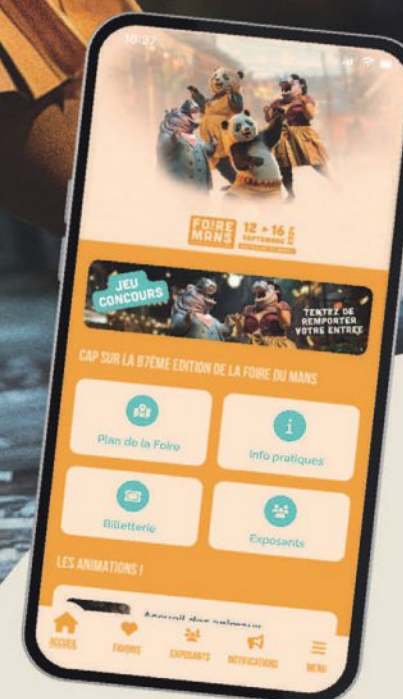 16:37
FOIRE
MANS
12 ▸ 16
SEPTEMBRE
JEU
CONCOURS
TENTEZ DE
REMPORTER
VOTRE ENTRÉE
CAP SUR LA 87ÈME EDITION DE LA FOIRE DU MANS
Plan de la Foire
Info pratiques
Billetterie
Exposants
LES ANIMATIONS !
Accueil des animaux
ACCUEIL
FAVORIS
EXPOSANTS
NOTIFICATIONS
MENU